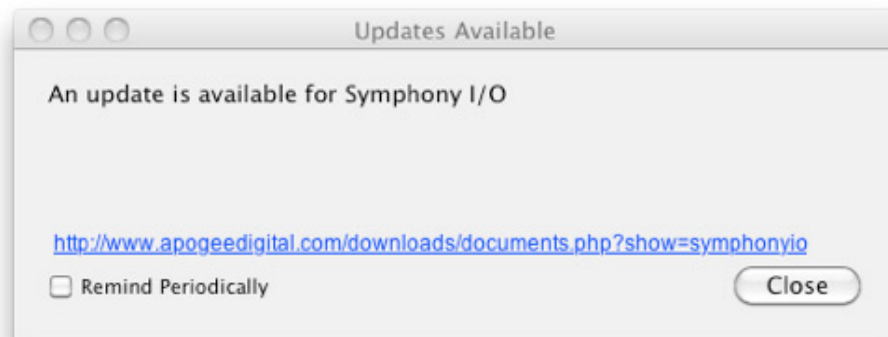 Updates Available
An update is available for Symphony I/O
http://www.apogeedigital.com/downloads/documents.php?show=symphonyio
Remind Periodically
Close